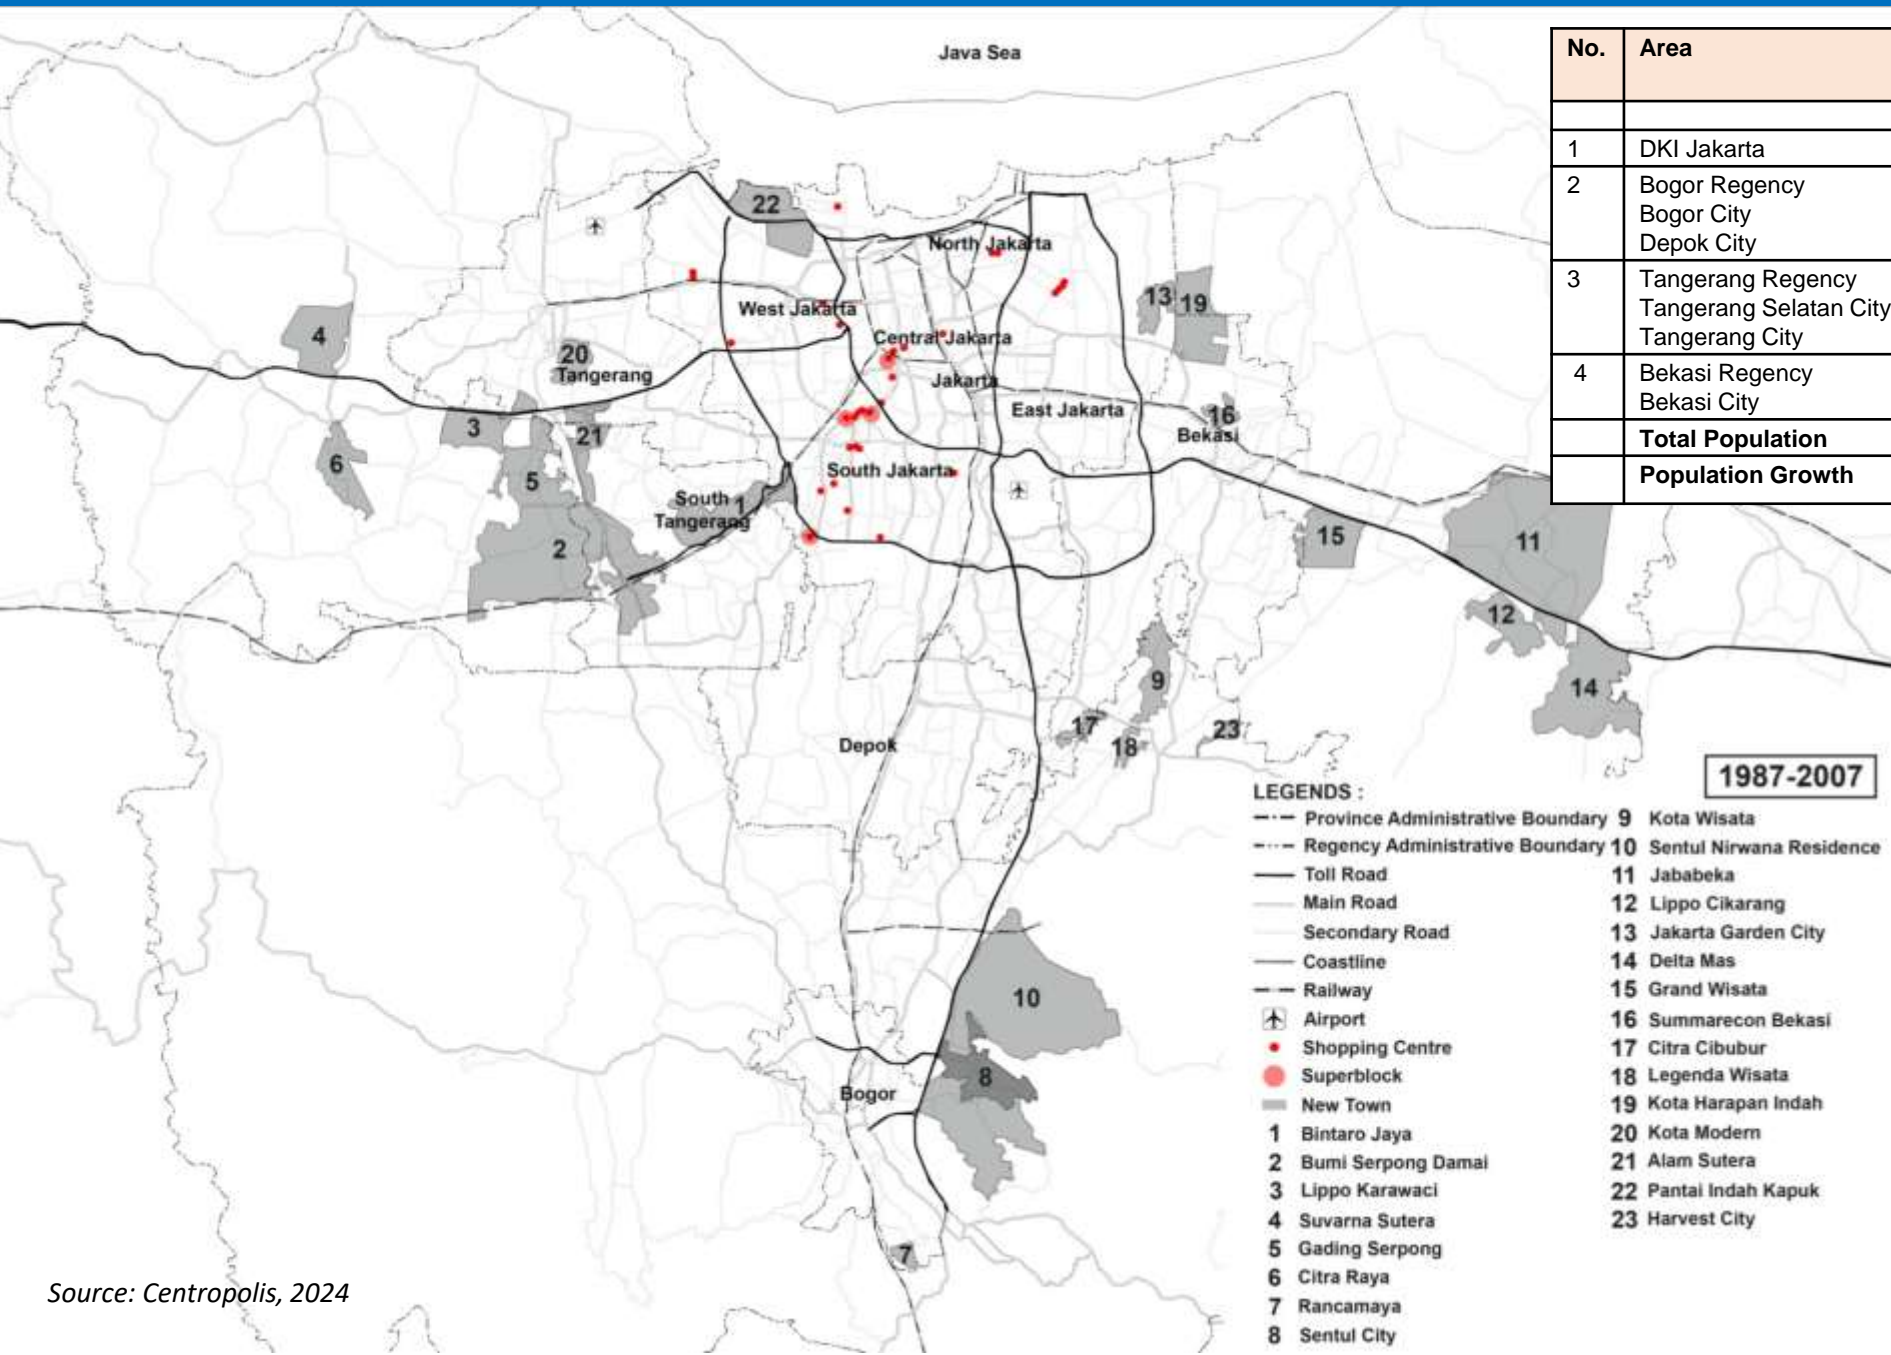 Java Sea
No. Area
1 DKI Jakarta
2 Bogor Regency
Bogor City
Depok City
3 Tangerang Regency
Tangerang Selatan City
Tangerang City
4 Bekasi Regency
Bekasi City
Total Population
Population Growth
22
North Jakarta
13
19
4
West Jakarta
Central Jakarta
20
Tangerang
Jakarta
East Jakarta
16
Bekasi
3
21
6
5
South Jakarta
South
Tangerang
1
2
15
11
12
9
14
17
18
23
Depok
10
8
Bogor
7
1987-2007
LEGENDS :
Province Administrative Boundary
Regency Administrative Boundary
Toll Road
Main Road
Secondary Road
Coastline
Railway
Airport
Shopping Centre
Superblock
New Town
1 Bintaro Jaya
2 Bumi Serpong Damai
3 Lippo Karawaci
4 Suvarna Sutera
5 Gading Serpong
6 Citra Raya
7 Rancamaya
8 Sentul City
9 Kota Wisata
10 Sentul Nirwana Residence
11 Jababeka
12 Lippo Cikarang
13 Jakarta Garden City
14 Delta Mas
15 Grand Wisata
16 Summarecon Bekasi
17 Citra Cibubur
18 Legenda Wisata
19 Kota Harapan Indah
20 Kota Modern
21 Alam Sutera
22 Pantai Indah Kapuk
23 Harvest City
Source: Centropolis, 2024